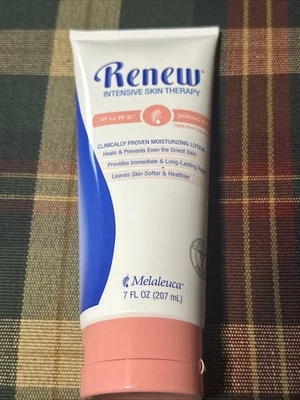 Renew
INTENSIVE SKIN THERAPY
PURE SPRING
CLINICALLY PROVEN MOISTURIZING LOTION
Heals & Prevents Even the Driest Skin
Provides Immediate & Long-Lasting
Leaves Skin Softer & Healthier
Melaleuca
7 FL OZ (207 mL)